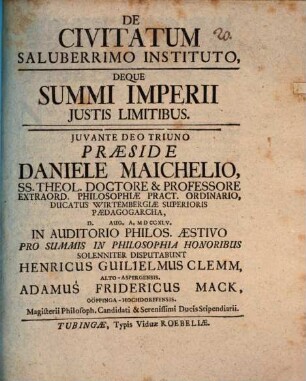 DE
CIVITATUM
SALUBERRIMO INSTITUTO,
DEQUE
SUMMI IMPERII
JUSTIS LIMITIBUS.
JUVANTE DEO TRIUNO
PRÆSIDE
DANIELE MAICHELIO,
SS. THEOL. DOCTORE & PROFESSORE
EXTRAORD. PHILOSOPHIÆ PRACT. ORDINARIO,
DUCATUS WIRTEMBERGIÆ SUPERIORIS
PÆDAGOGARCHA,
D. AUG. A. MDCCXLV.
IN AUDITORIO PHILOS. ÆSTIVO
PRO SUMMIS IN PHILOSOPHIA HONORIBUS
SOLENNITER DISPUTABUNT
HENRICUS GUILIELMUS CLEMM,
ALTO-ASPERGENSIS.
ADAMUS FRIDERICUS MACK,
GÖPPINGA-HOCHDORFFENSIS.
Magisterii Philosoph. Candidati & Serenissimi Ducis Stipendiarii.
TUBINGÆ, Typis Viduæ ROEBELIÆ.